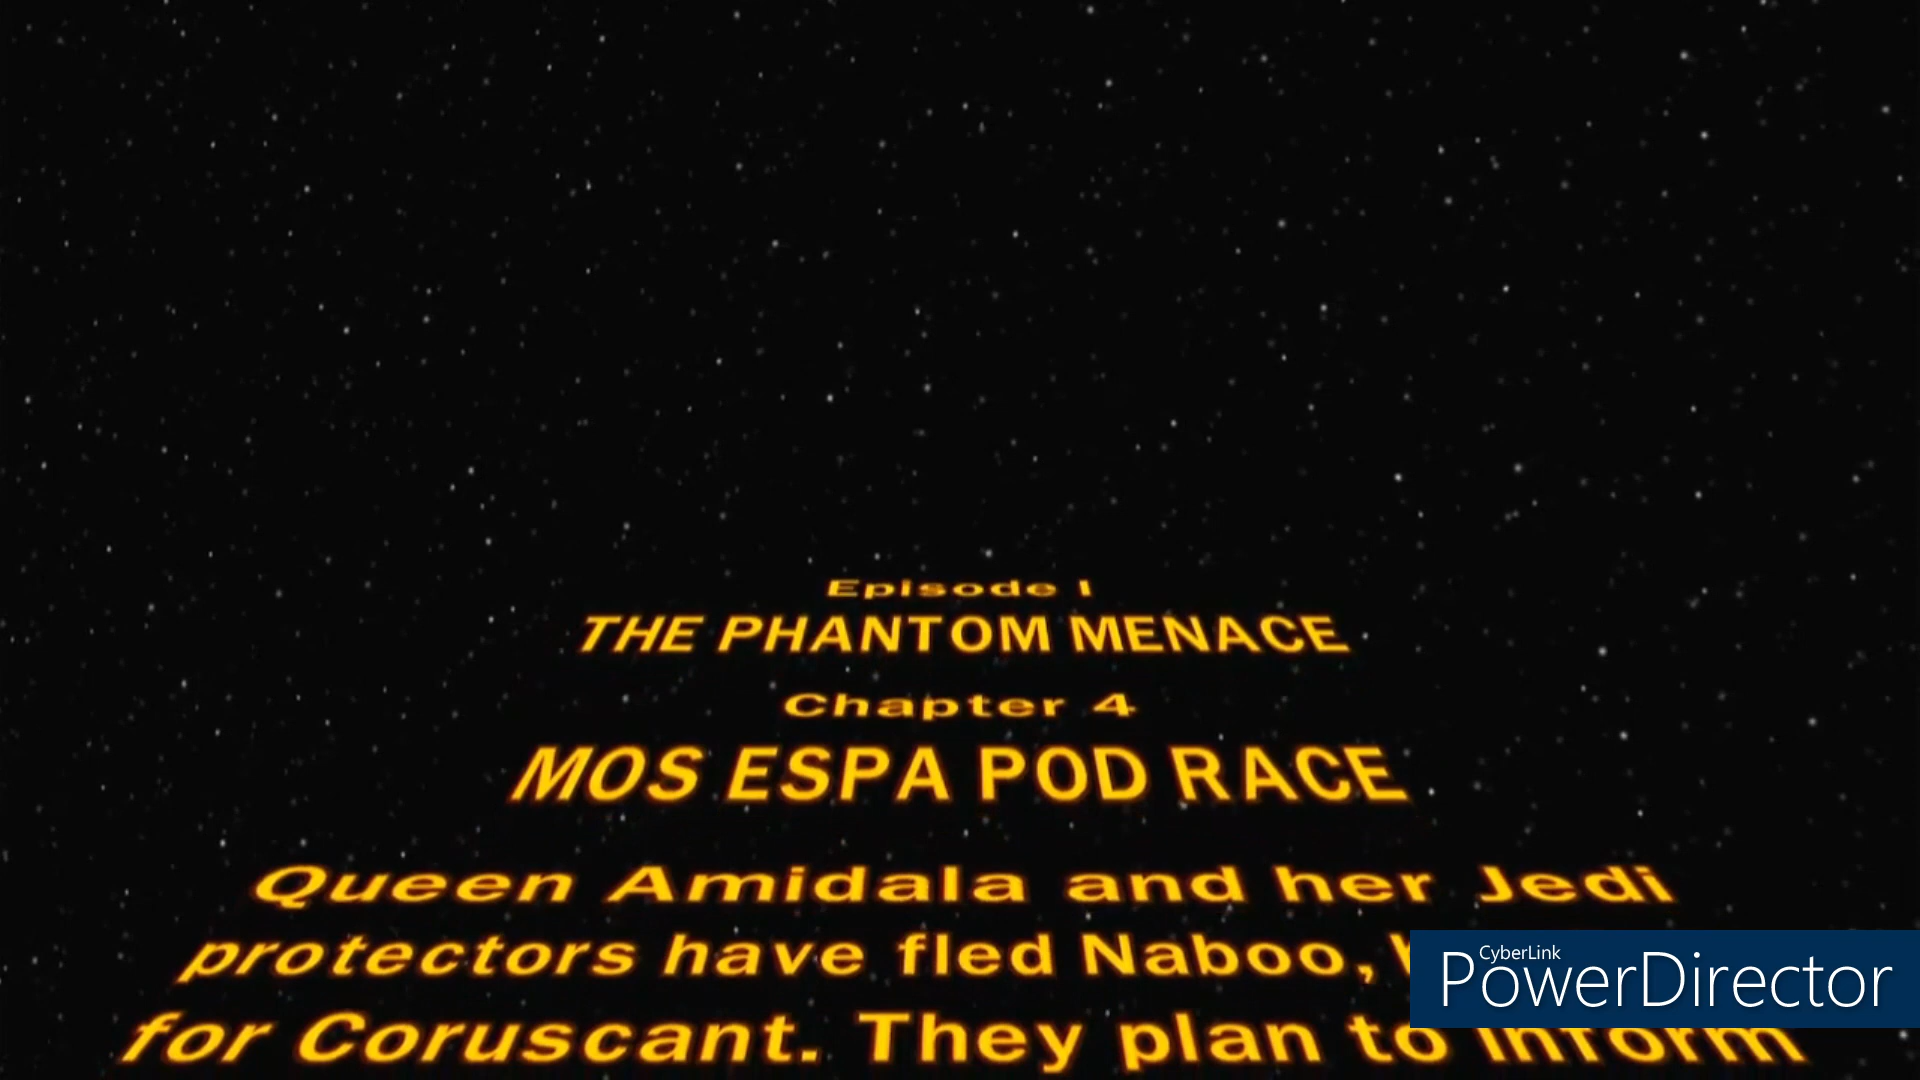 Episode I
THE PHANTOM MENACE
Chapter 4
MOS ESPA POD RACE
Queen Amidala and her Jedi
protectors have fled Naboo,
for Coruscant. They plan to inform
CyberLink
PowerDirector